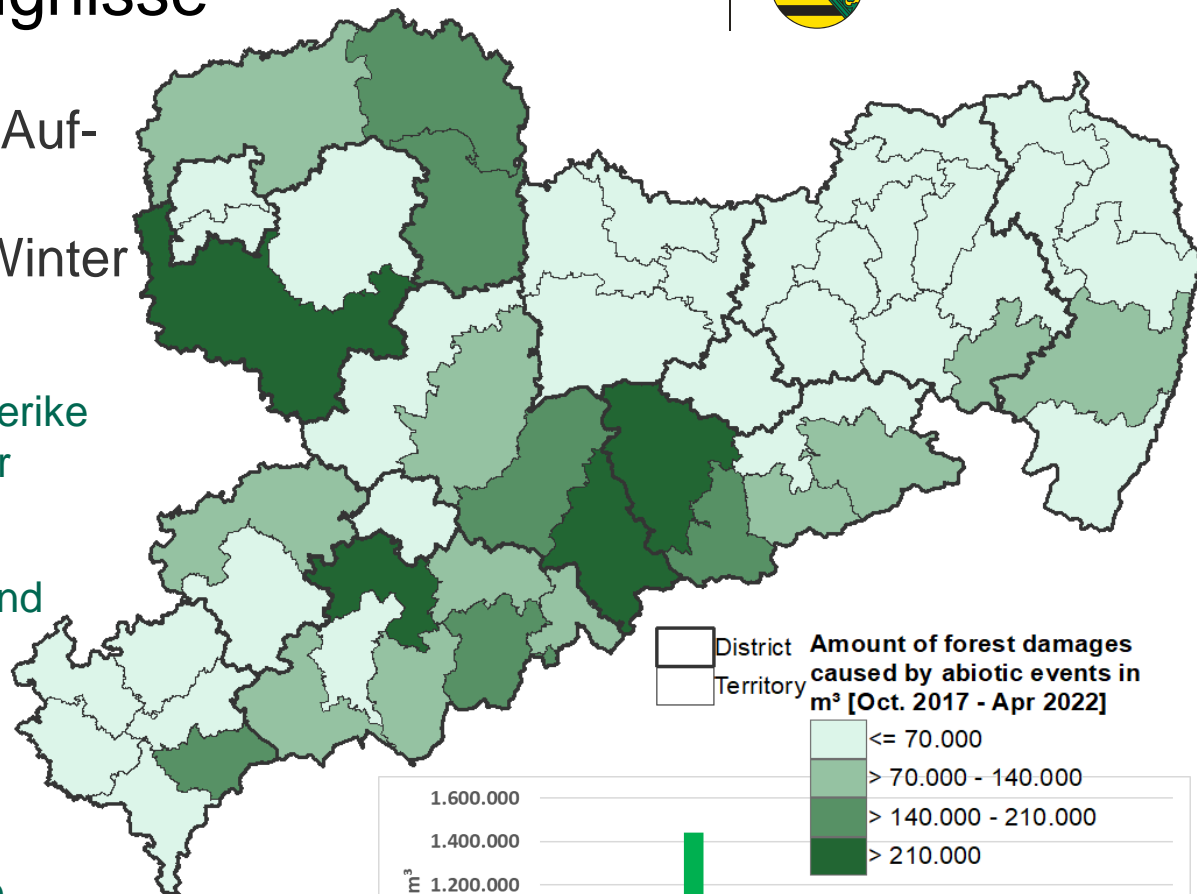 Auf-
Winter
erike
nd
District
Territory
Amount of forest damages
caused by abiotic events in
m³ [Oct. 2017 - Apr 2022]
<= 70.000
> 70.000 - 140.000
> 140.000 - 210.000
> 210.000
1.600.000
1.400.000
1.200.000
m³